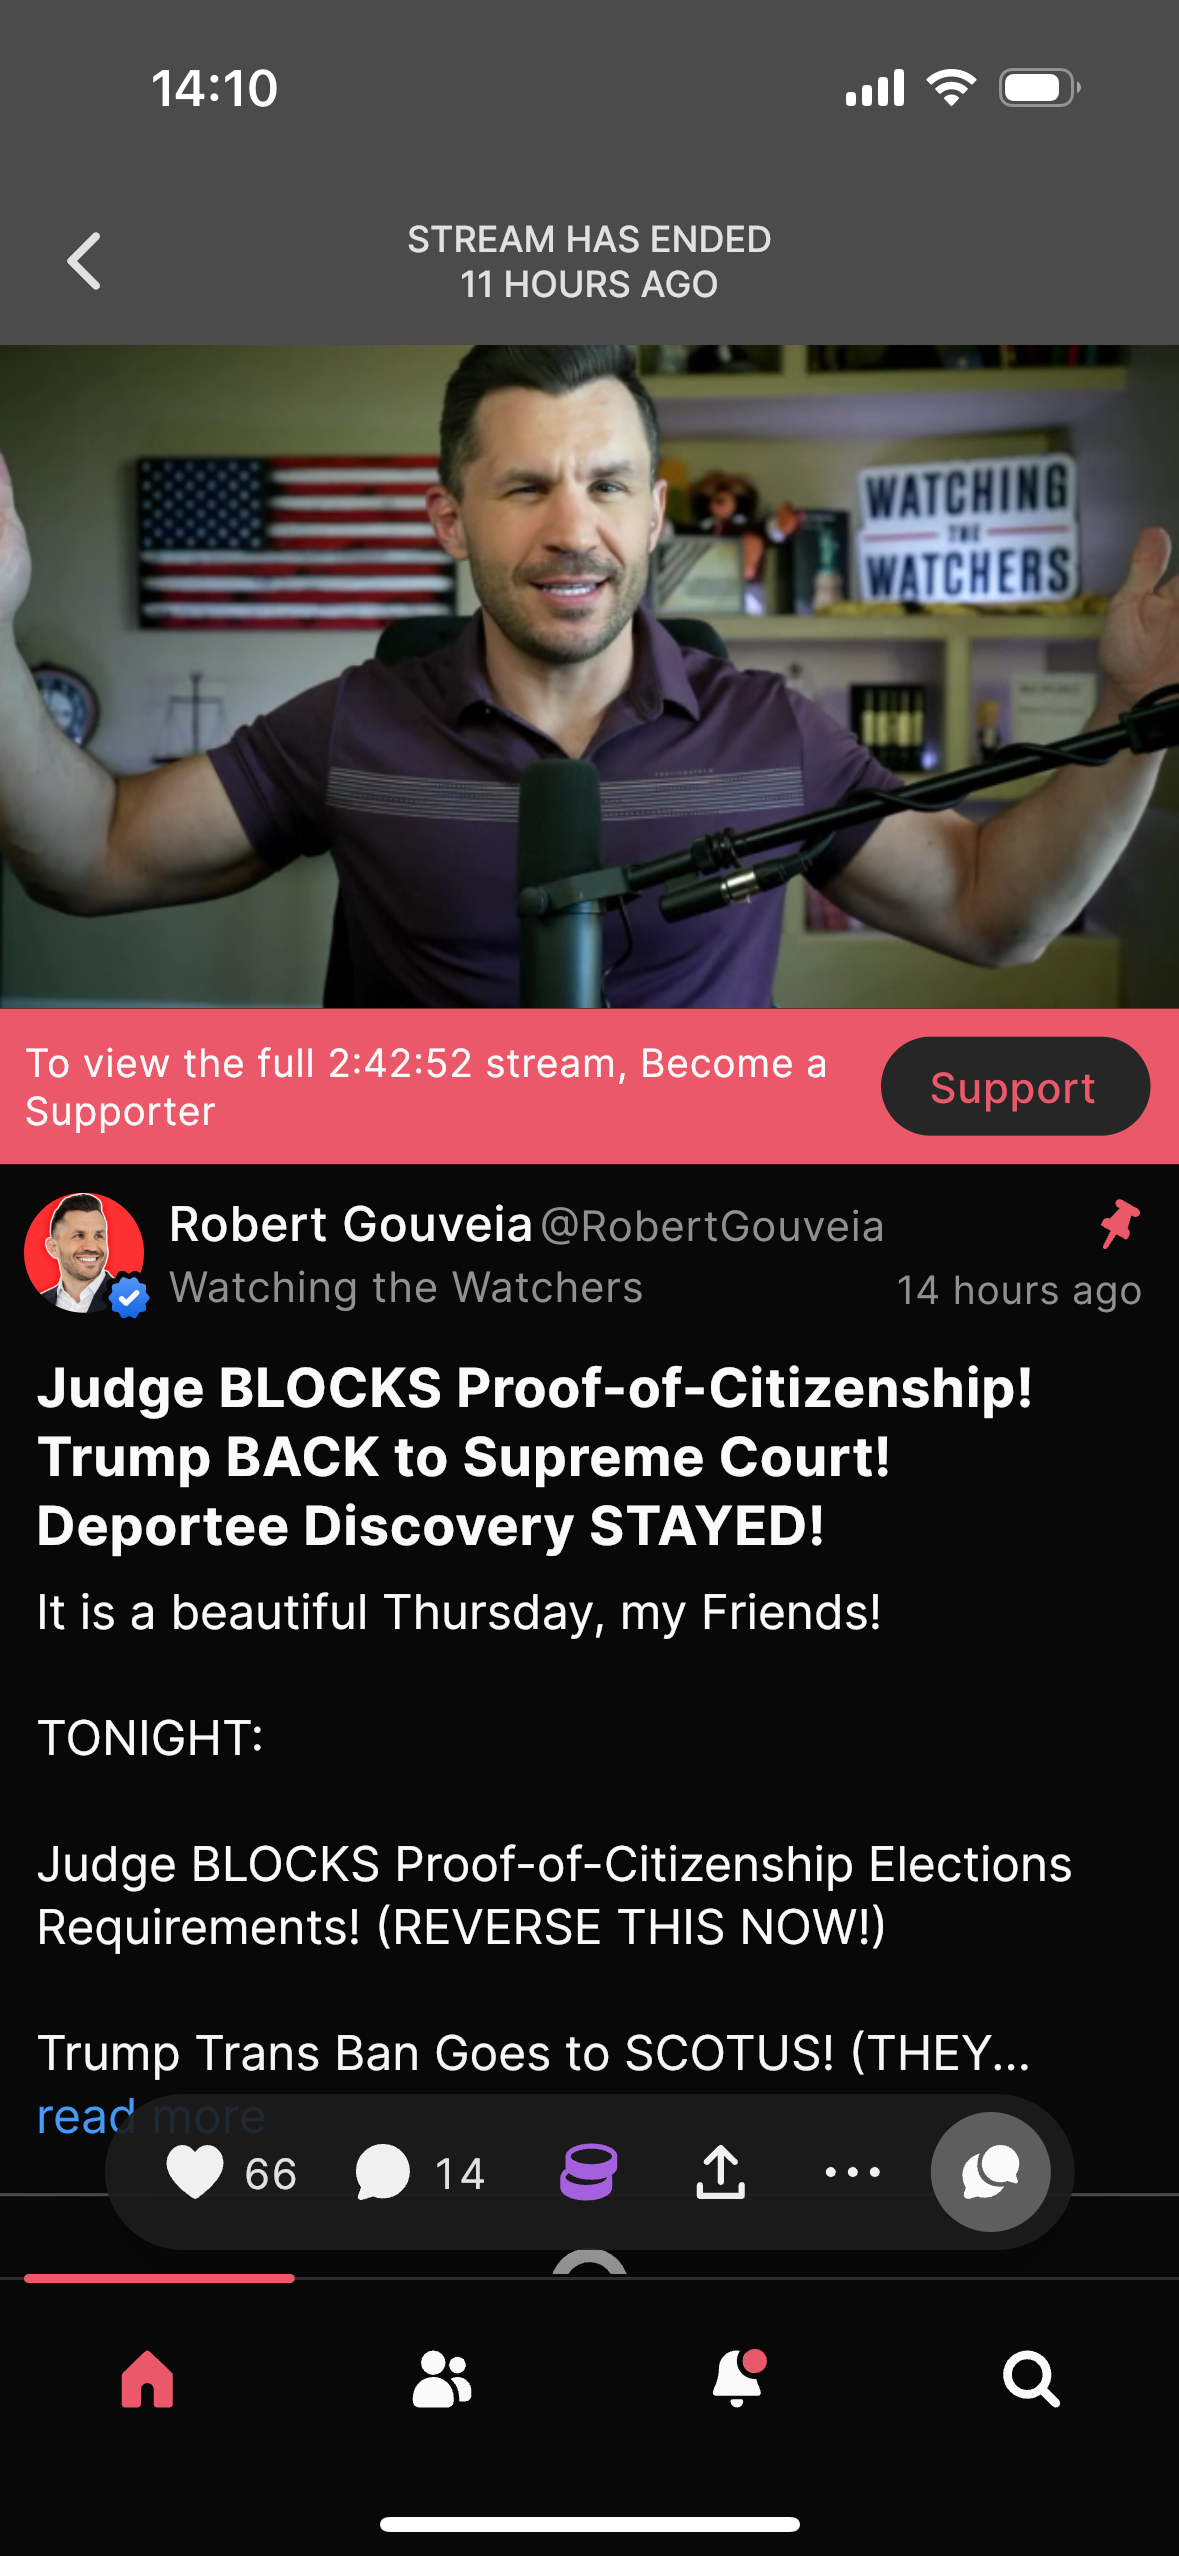 14:10
STREAM HAS ENDED
11 HOURS AGO
WATCHING
THE
WATCHERS
To view the full 2:42:52 stream, Become a
Supporter
Support
Robert Gouveia @RobertGouveia
Watching the Watchers
14 hours ago
Judge BLOCKS Proof-of-Citizenship!
Trump BACK to Supreme Court!
Deportee Discovery STAYED!
It is a beautiful Thursday, my Friends!
TONIGHT:
Judge BLOCKS Proof-of-Citizenship Elections
Requirements! (REVERSE THIS NOW!)
Trump Trans Ban Goes to SCOTUS! (THEY...
read more
66
14